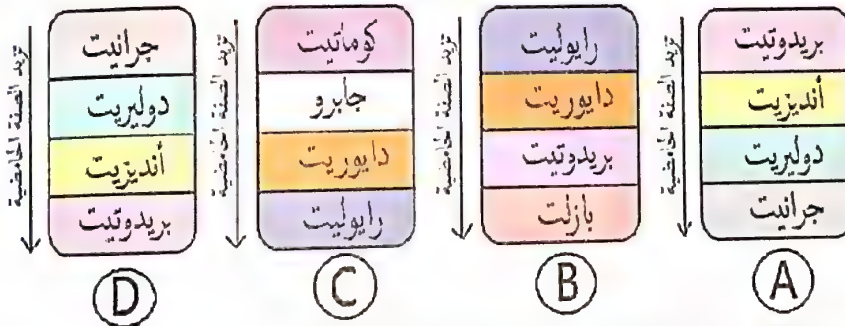 تزيد الصفة الحامضية
بريدوتيت
أنديزيت
دوليريت
جرانيت
A
تزيد الصفة الحامضية
رايوليت
دايوريت
بريدوتيت
بازلت
B
تزيد الصفة الحامضية
كوماتيت
جابرو
دايوريت
رايوليت
C
تزيد الصفة الحامضية
جرانيت
دوليريت
أنديزيت
بريدوتيت
D